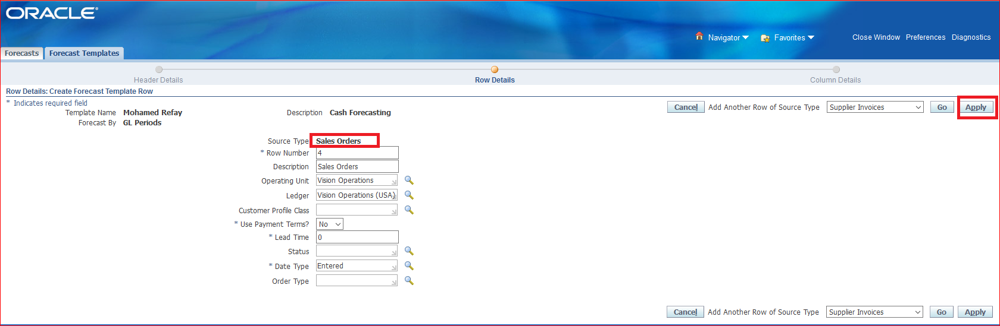 ORACLE
Navigator Favorites Close Window Preferences Diagnostics
Forecasts Forecast Templates
Header Details Row Details Column Details
Row Details: Create Forecast Template Row
* Indicates required field
Cancel Add Another Row of Source Type Supplier Invoices Go Apply
Template Name Mohamed Refay Description Cash Forecasting
Forecast By GL Periods
Source Type Sales Orders
* Row Number 4
Description Sales Orders
Operating Unit Vision Operations
Ledger Vision Operations (USA)
Customer Profile Class
* Use Payment Terms? No
* Lead Time 0
Status
* Date Type Entered
Order Type
Cancel Add Another Row of Source Type Supplier Invoices Go Apply